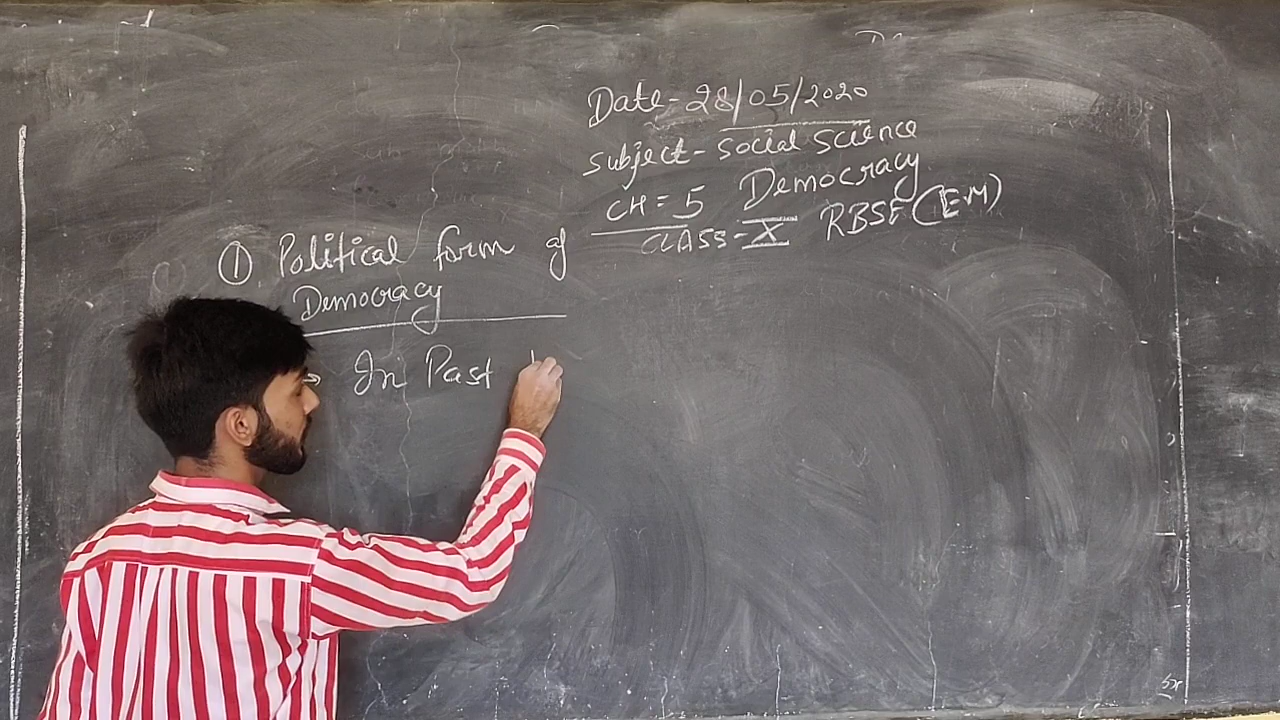 Date - 28/05/2020
Subject - Social Science
CH = 5 Democracy
CLASS - X RBSE (EM)
① Political form of
Democracy
→ In Past